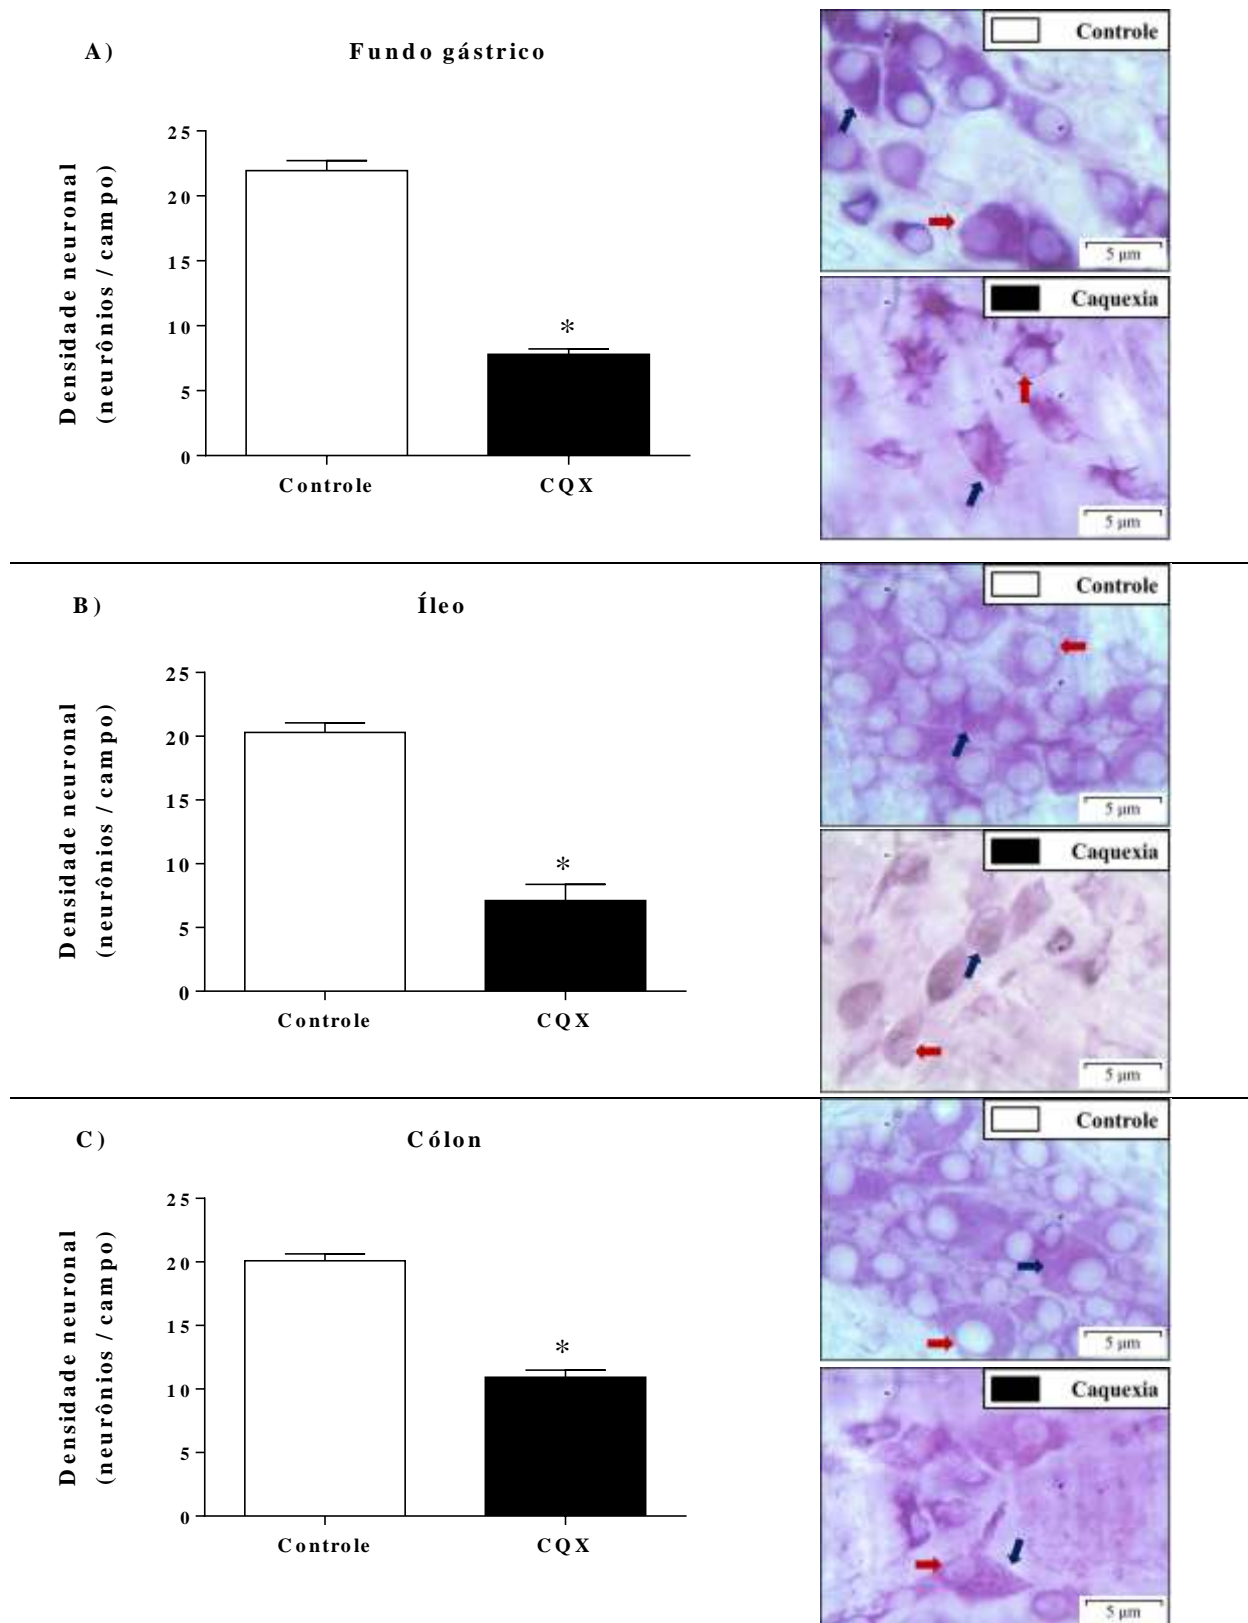 A)
Fundo gástrico
Densidade neuronal
(neurônios / campo)
25
20
15
10
5
0
*
Controle
CQX
Controle
5 µm
Caquexia
5 µm
B)
Íleo
Densidade neuronal
(neurônios / campo)
25
20
15
10
5
0
*
Controle
CQX
Controle
5 µm
Caquexia
5 µm
C)
Cólon
Densidade neuronal
(neurônios / campo)
25
20
15
10
5
0
*
Controle
CQX
Controle
5 µm
Caquexia
5 µm